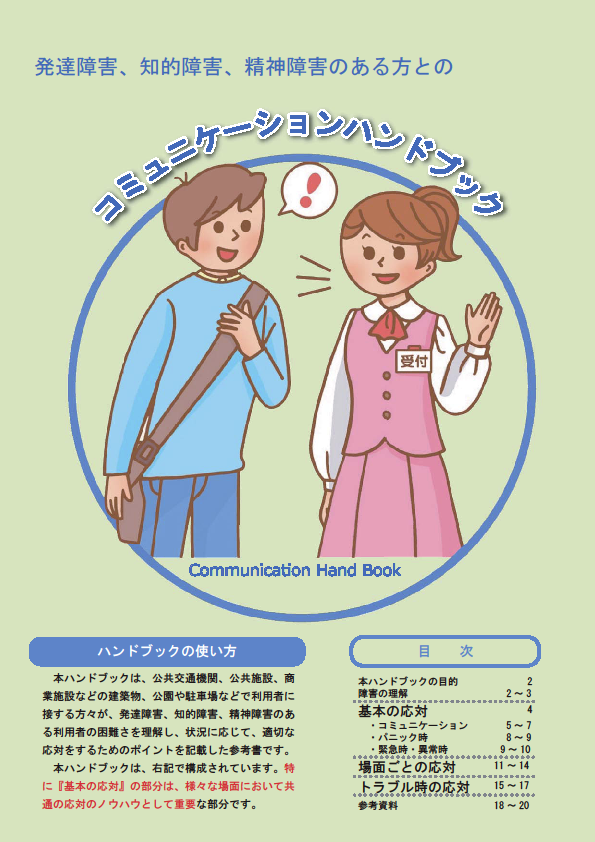 発達障害、知的障害、精神障害のある方との
コミュニケーションハンドブック
受付
Communication Hand Book
ハンドブックの使い方
本ハンドブックは、公共交通機関、公共施設、商
業施設などの建築物、公園や駐車場などで利用者に
接する方々が、発達障害、知的障害、精神障害のあ
る利用者の困難さを理解し、状況に応じて、適切な
応対をするためのポイントを記載した参考書です。
本ハンドブックは、右記で構成されています。特
に『基本の応対』の部分は、様々な場面において共
通の応対のノウハウとして重要な部分です。
目　次
本ハンドブックの目的 2
障害の理解 2～3
基本の応対 4
・コミュニケーション 5～7
・パニック時 8～9
・緊急時・異常時 9～10
場面ごとの応対 11～14
トラブル時の応対 15～17
参考資料 18～20